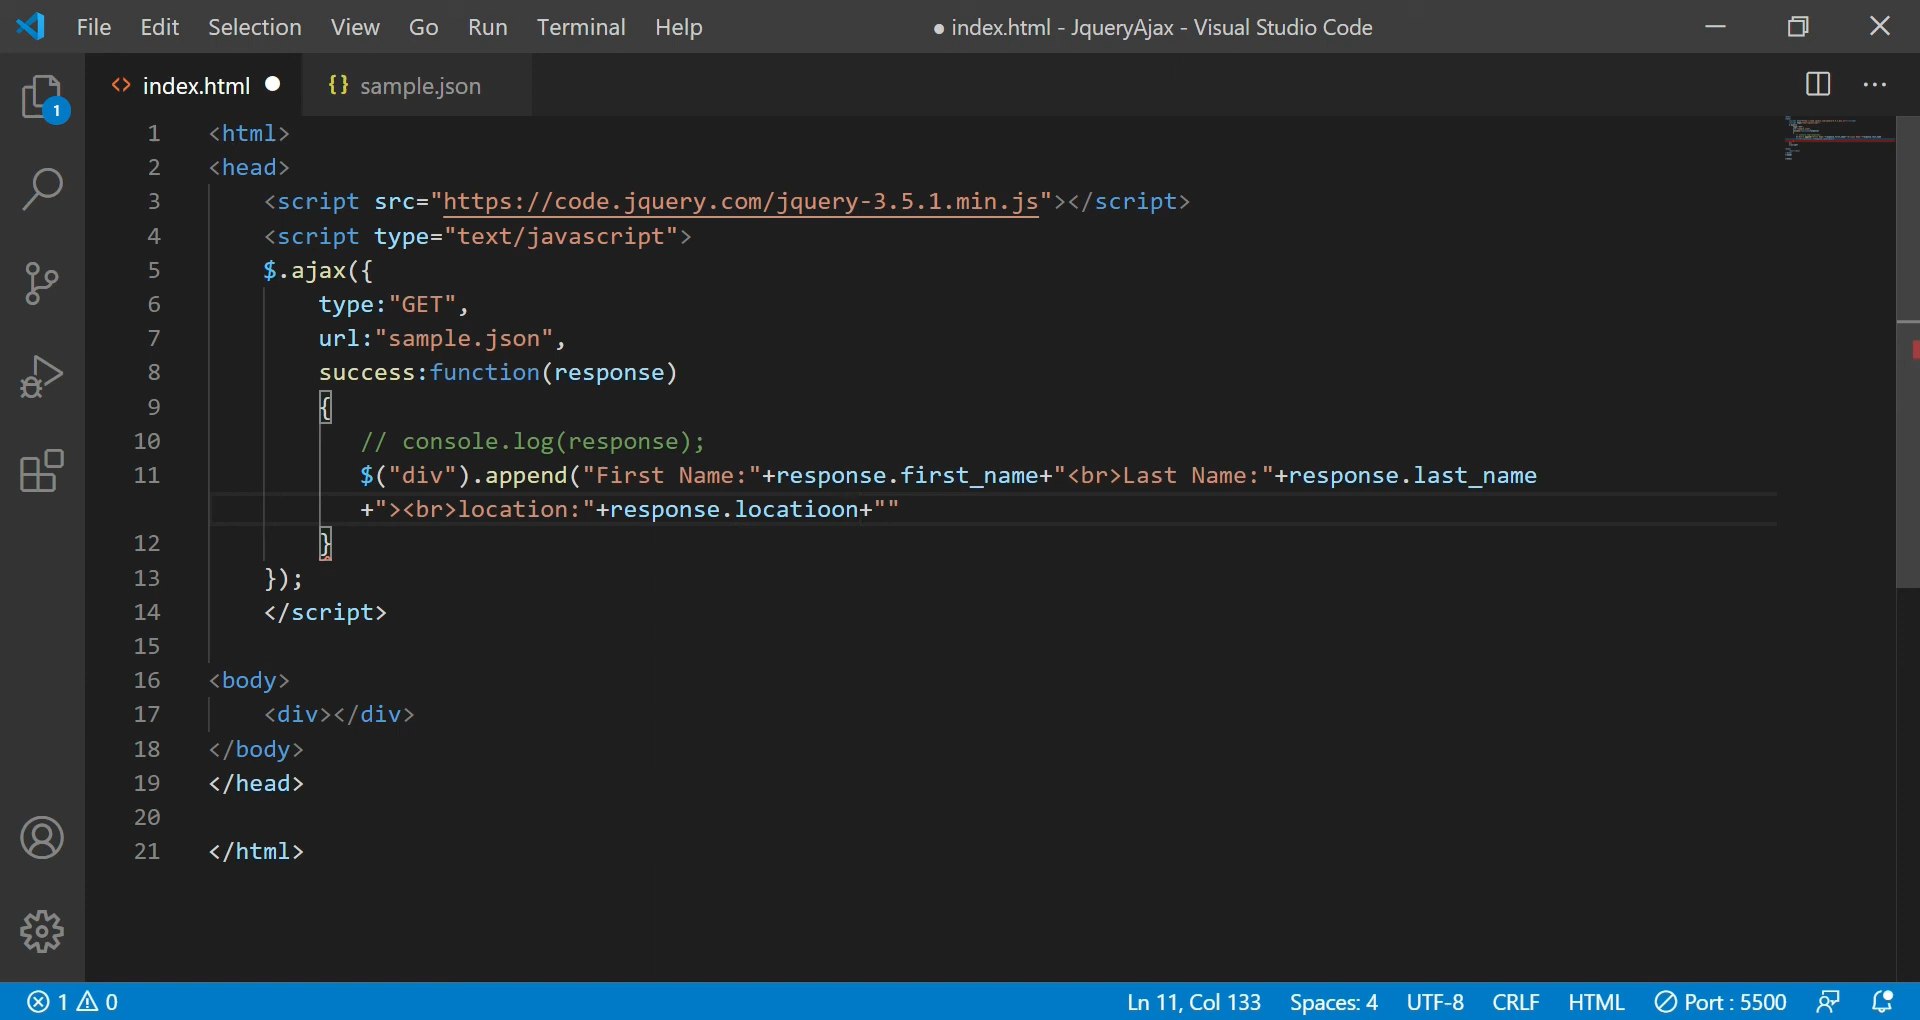 File Edit Selection View Go Run Terminal Help ● index.html - JqueryAjax - Visual Studio Code
1 <> index.html ● {} sample.json ...
1 <html>
2 <head>
3 <script src="https://code.jquery.com/jquery-3.5.1.min.js"></script>
4 <script type="text/javascript">
5 $.ajax({
6 type:"GET",
7 url:"sample.json",
8 success:function(response)
9 {
10 // console.log(response);
11 $("div").append("First Name:"+response.first_name+"<br>Last Name:"+response.last_name
+"><br>location:"+response.locatioon+""
12 }
13 });
14 </script>
15
16 <body>
17 <div></div>
18 </body>
19 </head>
20
21 </html>
1 0 Ln 11, Col 133 Spaces: 4 UTF-8 CRLF HTML Port : 5500